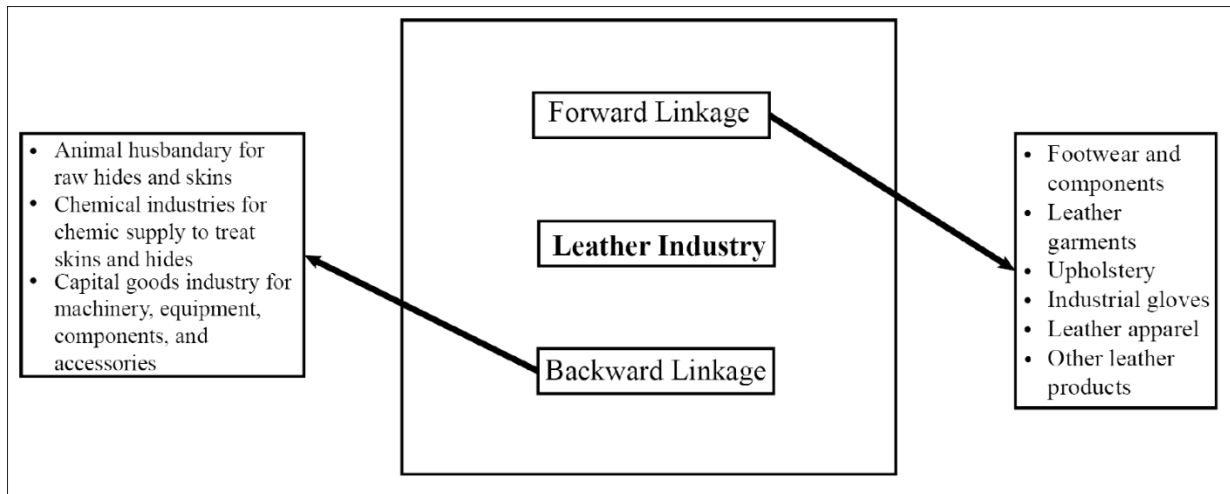 Forward Linkage
Leather Industry
Backward Linkage
• Animal husbandary for
raw hides and skins
• Chemical industries for
chemic supply to treat
skins and hides
• Capital goods industry for
machinery, equipment,
components, and
accessories
• Footwear and
components
• Leather
garments
• Upholstery
• Industrial gloves
• Leather apparel
• Other leather
products